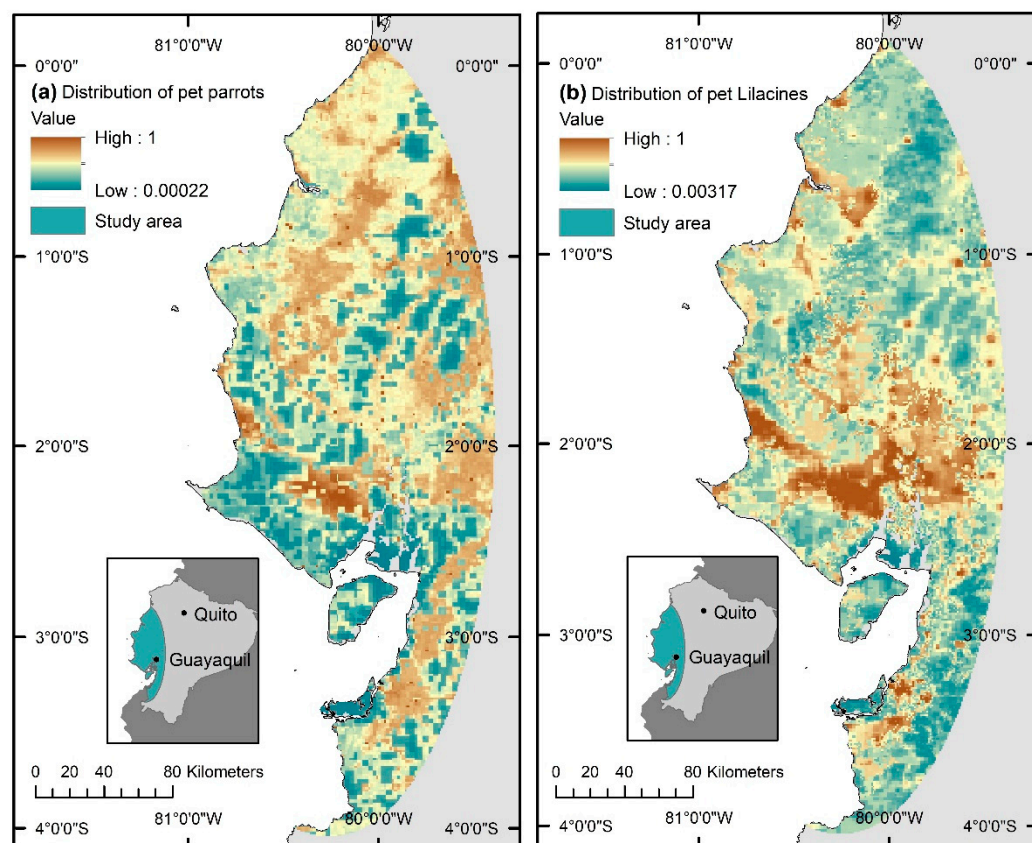 81°0'0"W 80°0'0"W
0°0'0" 0°0'0"
(a) Distribution of pet parrots
Value
High : 1
Low : 0.00022
Study area
1°0'0"S 1°0'0"S
2°0'0"S 2°0'0"S
3°0'0"S 3°0'0"S
Quito
Guayaquil
0 20 40 80 Kilometers
81°0'0"W 80°0'0"W
4°0'0"S 4°0'0"S
81°0'0"W 80°0'0"W
0°0'0" 0°0'0"
(b) Distribution of pet Lilacines
Value
High : 1
Low : 0.00317
Study area
1°0'0"S 1°0'0"S
2°0'0"S 2°0'0"S
3°0'0"S 3°0'0"S
Quito
Guayaquil
0 20 40 80 Kilometers
81°0'0"W 80°0'0"W
4°0'0"S 4°0'0"S